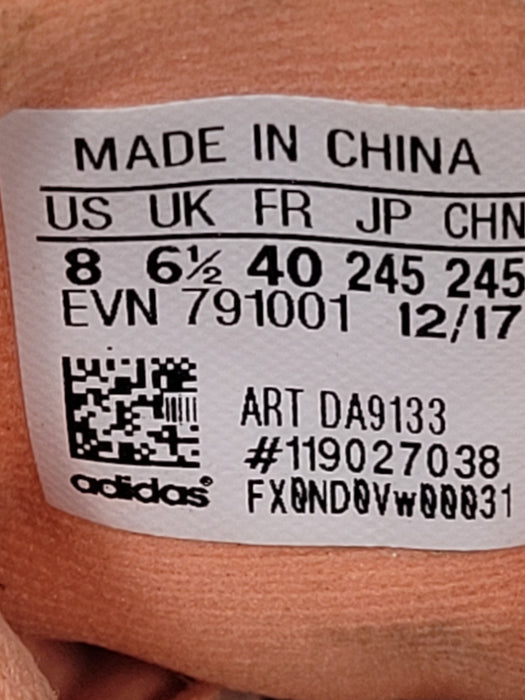 MADE IN CHINA
US UK FR JP CHN
8 6½ 40 245 245
EVN 791001 12/17
ART DA9133
#119027038
adidas®
FX0ND0Vw00031